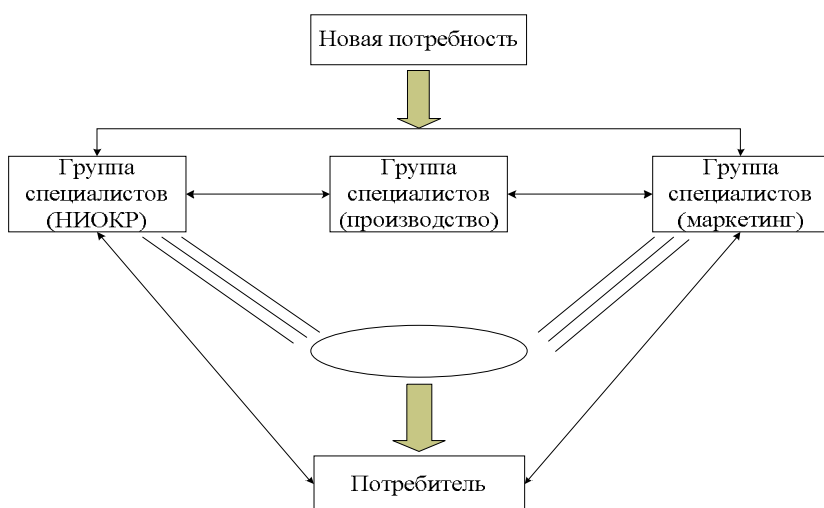 Новая потребность
Группа
специалистов
(НИОКР)
Группа
специалистов
(производство)
Группа
специалистов
(маркетинг)
Потребитель